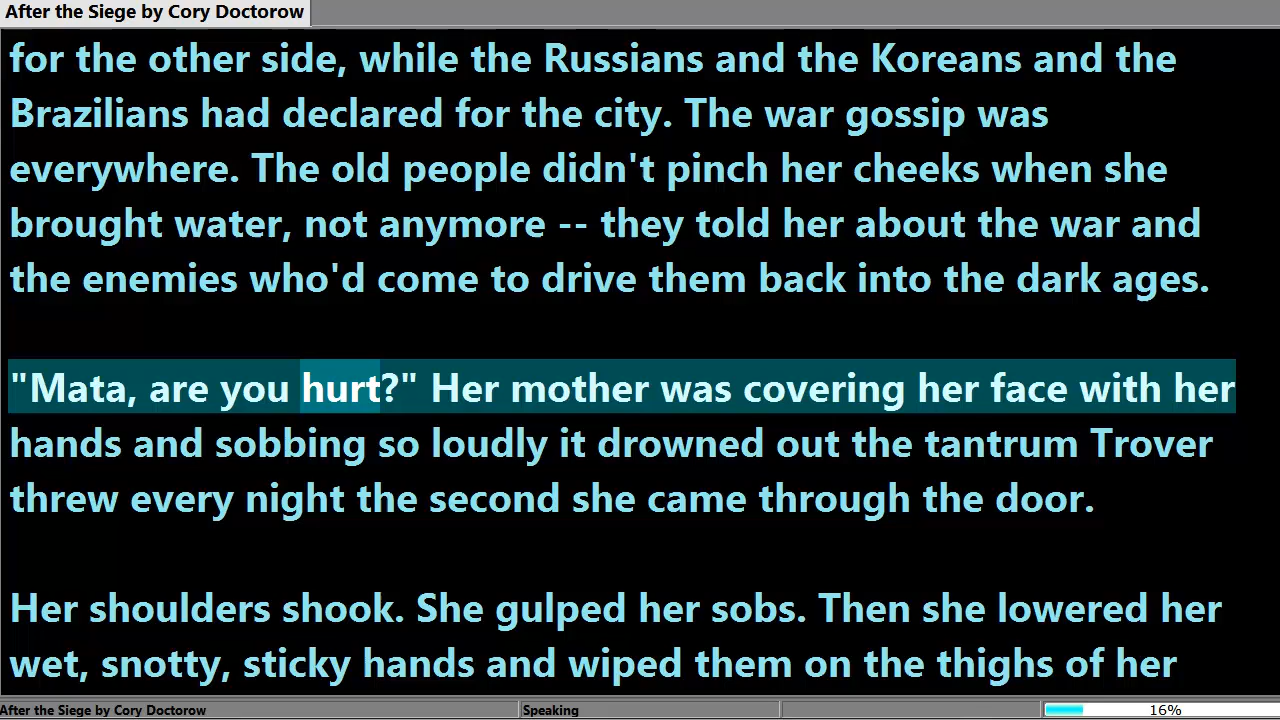 After the Siege by Cory Doctorow
for the other side, while the Russians and the Koreans and the
Brazilians had declared for the city. The war gossip was
everywhere. The old people didn't pinch her cheeks when she
brought water, not anymore -- they told her about the war and
the enemies who'd come to drive them back into the dark ages.
"Mata, are you hurt?" Her mother was covering her face with her
hands and sobbing so loudly it drowned out the tantrum Trover
threw every night the second she came through the door.
Her shoulders shook. She gulped her sobs. Then she lowered her
wet, snotty, sticky hands and wiped them on the thighs of her
After the Siege by Cory Doctorow Speaking 16%